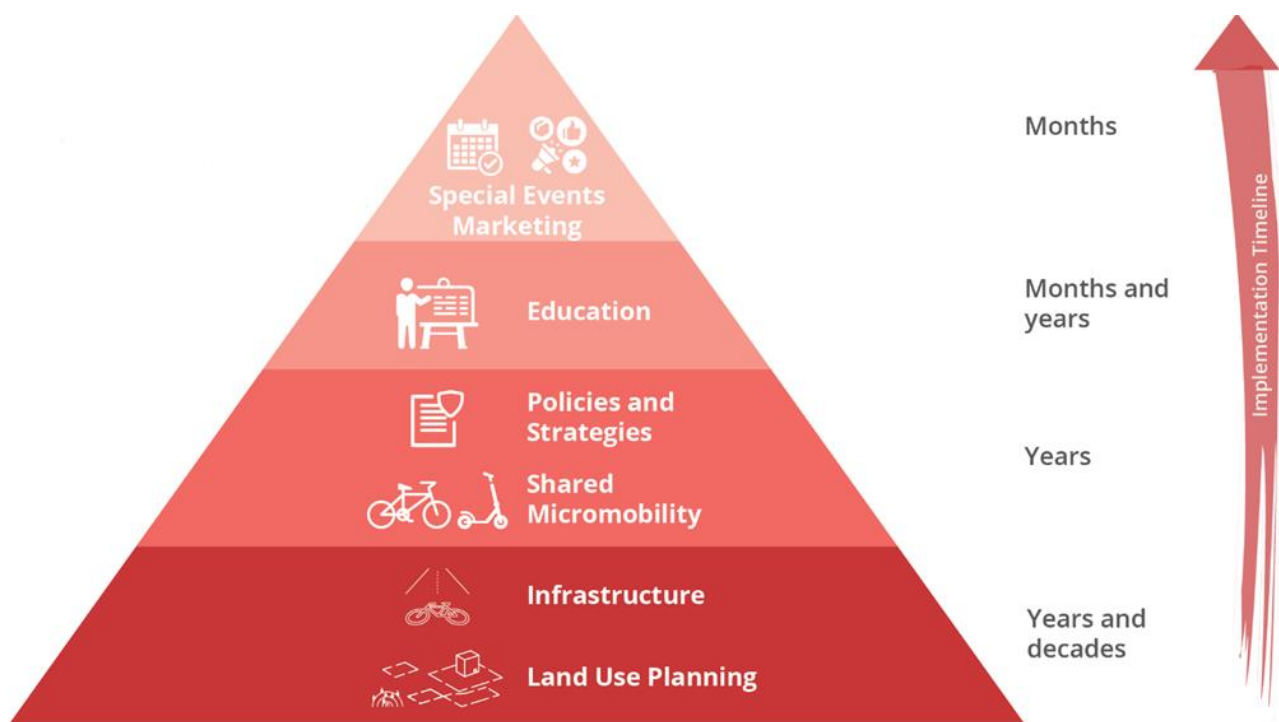 Special Events
Marketing
Months
Education
Months and
years
Policies and
Strategies
Shared
Micromobility
Years
Infrastructure
Land Use Planning
Years and
decades
Implementation Timeline